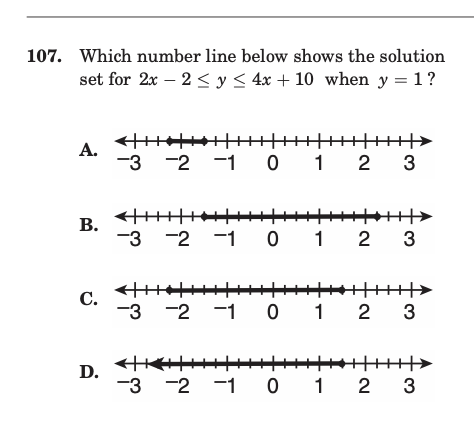 107. Which number line below shows the solution
set for 2x – 2 ≤ y ≤ 4x + 10 when y = 1?
A.
−3 −2 −1 0 1 2 3
B.
−3 −2 −1 0 1 2 3
C.
−3 −2 −1 0 1 2 3
D.
−3 −2 −1 0 1 2 3